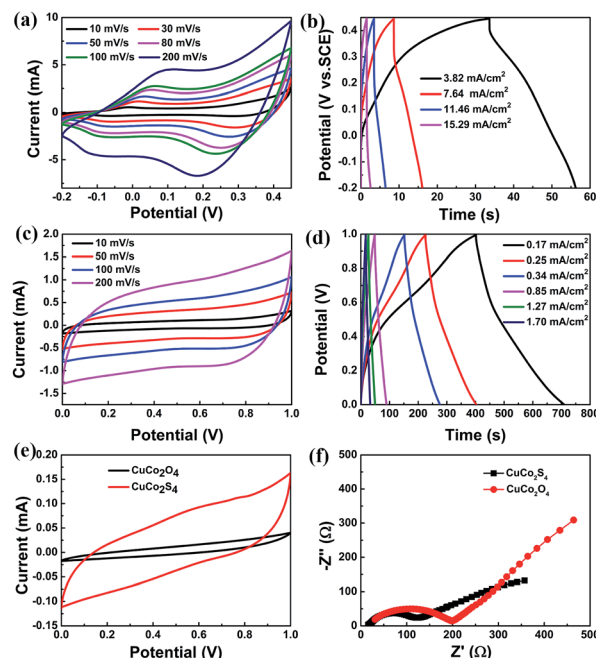 (a)
10 mV/s 30 mV/s
50 mV/s 80 mV/s
100 mV/s 200 mV/s
Current (mA)
10
5
0
-5
-0.2 -0.1 0.0 0.1 0.2 0.3 0.4
Potential (V)
(b)
Potential (V vs.SCE)
0.4
0.2
0.0
-0.2
3.82 mA/cm²
7.64 mA/cm²
11.46 mA/cm²
15.29 mA/cm²
0 10 20 30 40 50 60
Time (s)
(c)
Current (mA)
2.0
1.5
1.0
0.5
0.0
-0.5
-1.0
-1.5
-2.0
10 mV/s
50 mV/s
100 mV/s
200 mV/s
0.0 0.2 0.4 0.6 0.8 1.0
Potential (V)
(d)
Potential (V)
1.0
0.8
0.6
0.4
0.2
0.0
0.17 mA/cm²
0.25 mA/cm²
0.34 mA/cm²
0.85 mA/cm²
1.27 mA/cm²
1.70 mA/cm²
0 100 200 300 400 500 600 700 800
Time (s)
(e)
Current (mA)
0.20
0.15
0.10
0.05
0.00
-0.05
-0.10
-0.15
CuCo₂O₄
CuCo₂S₄
0.0 0.2 0.4 0.6 0.8 1.0
Potential (V)
(f)
-Z'' (Ω)
500
400
300
200
100
0
CuCo₂S₄
CuCo₂O₄
0 100 200 300 400 500
Z' (Ω)